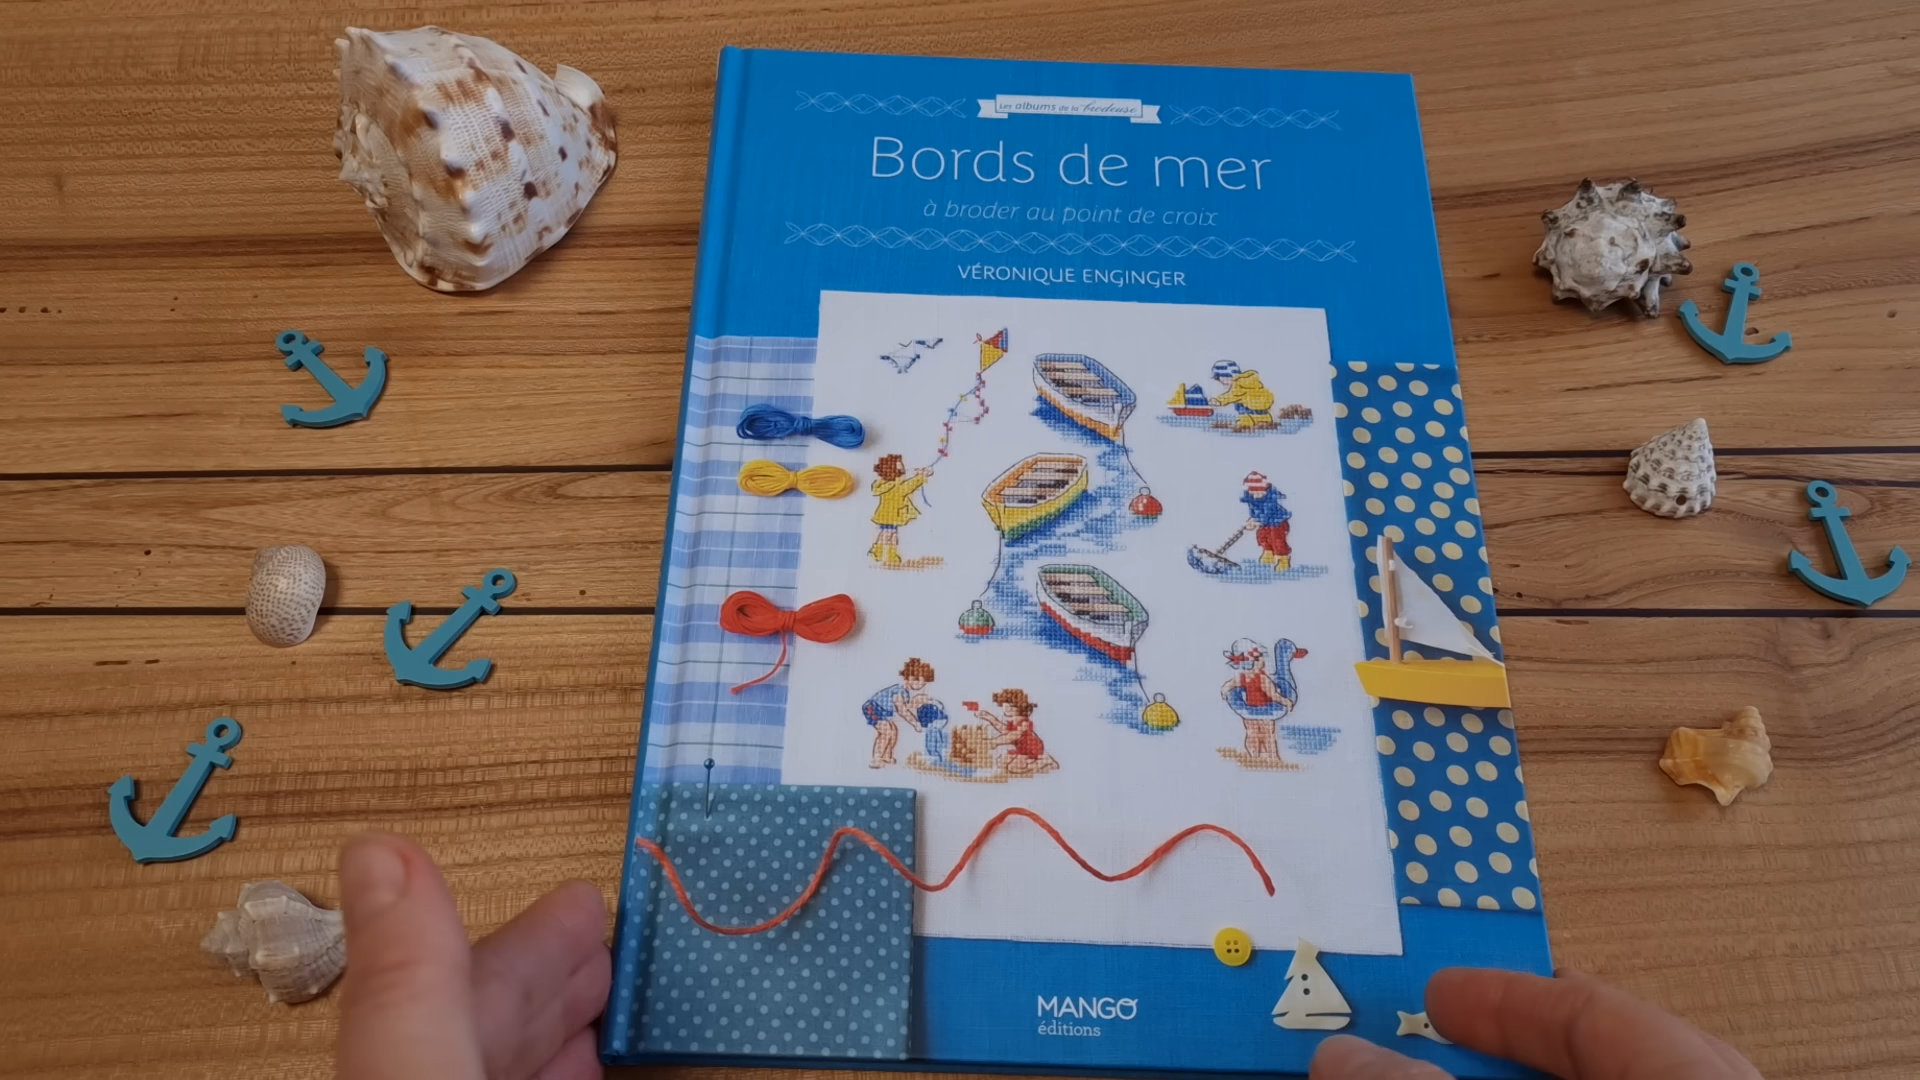 Les albums de la brodeuse
Bords de mer
à broder au point de croix
VÉRONIQUE ENGINGER
MANGO
éditions